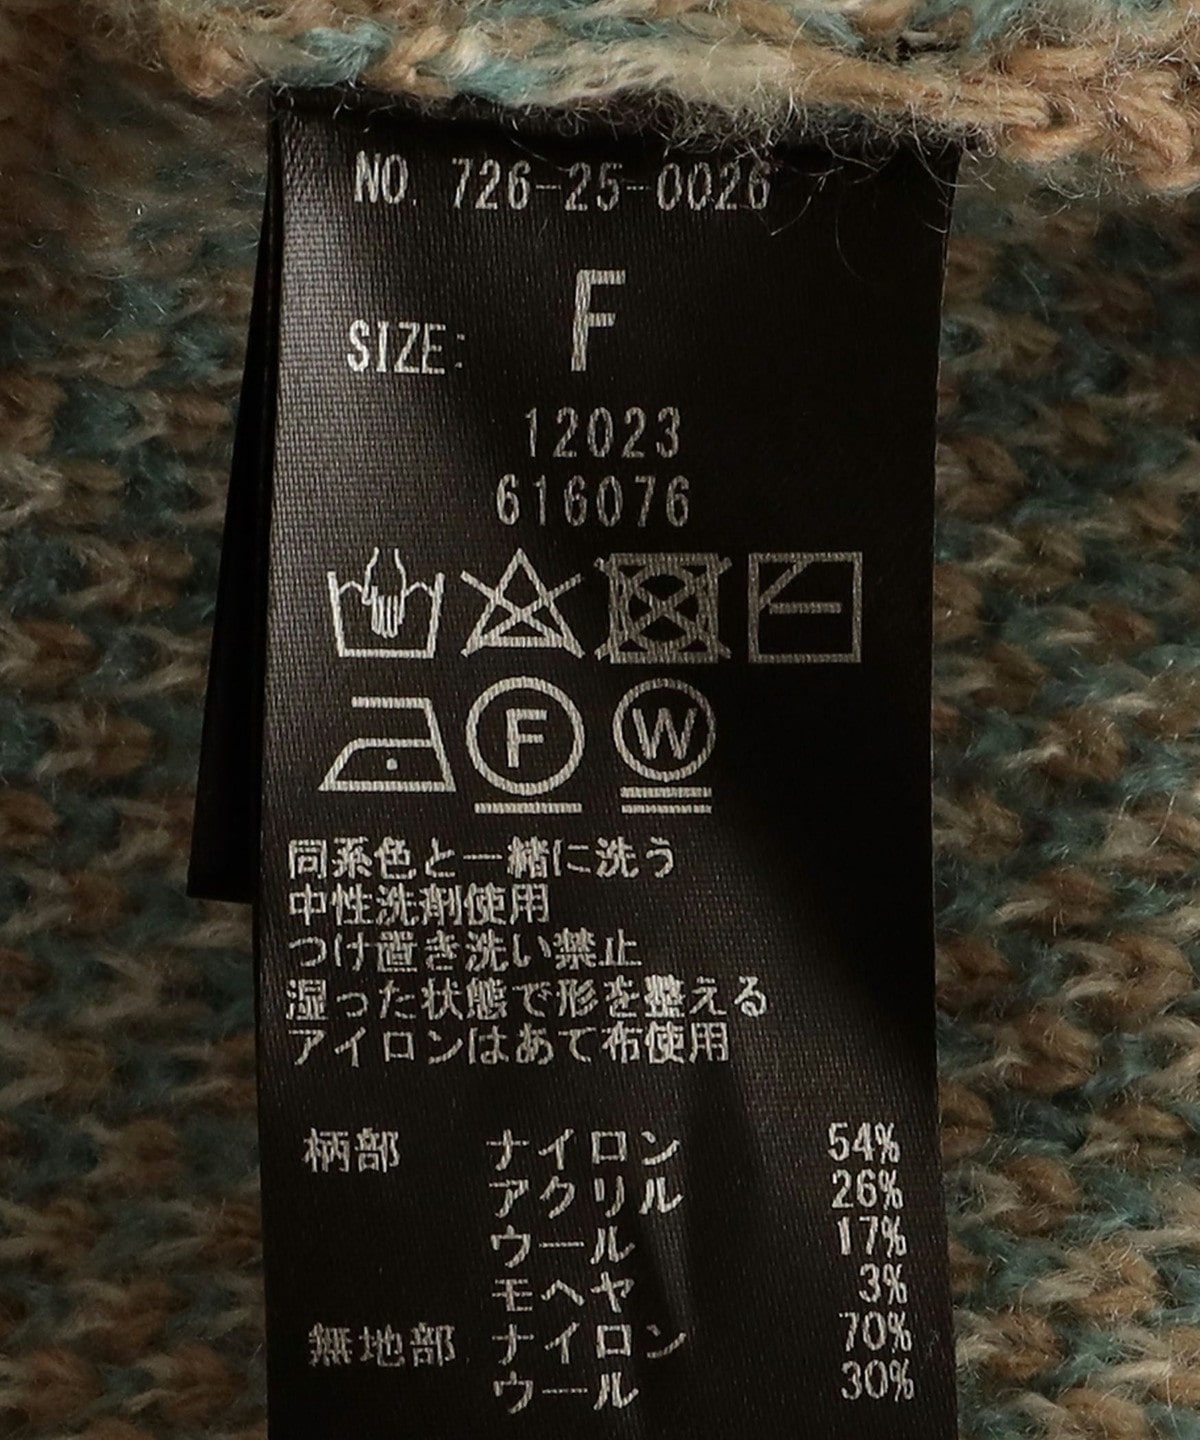 NO. 726-25-0026
SIZE: F
12023
616076
F W
同系色と一緒に洗う
中性洗剤使用
つけ置き洗い禁止
湿った状態で形を整える
アイロンはあて布使用
柄部 ナイロン 54%
アクリル 26%
ウール 17%
モヘヤ 3%
無地部 ナイロン 70%
ウール 30%